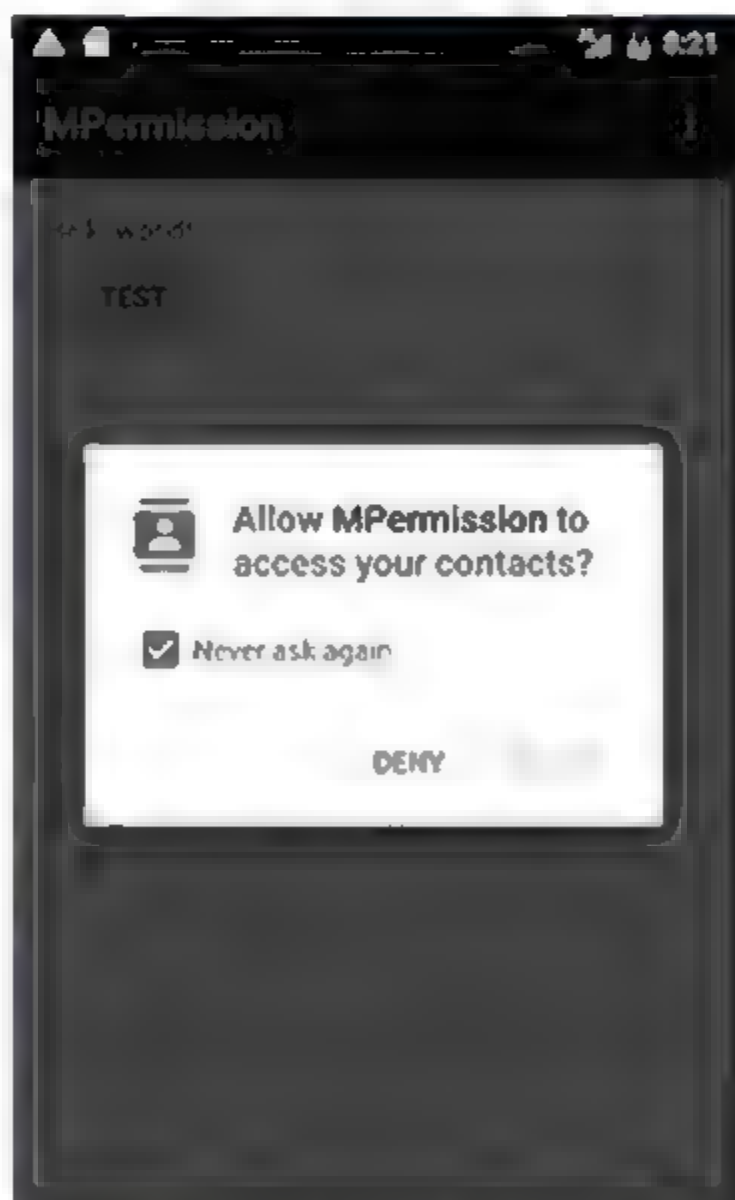 8:21
MPermission
TEST
Allow MPermission to
access your contacts?
Never ask again
DENY